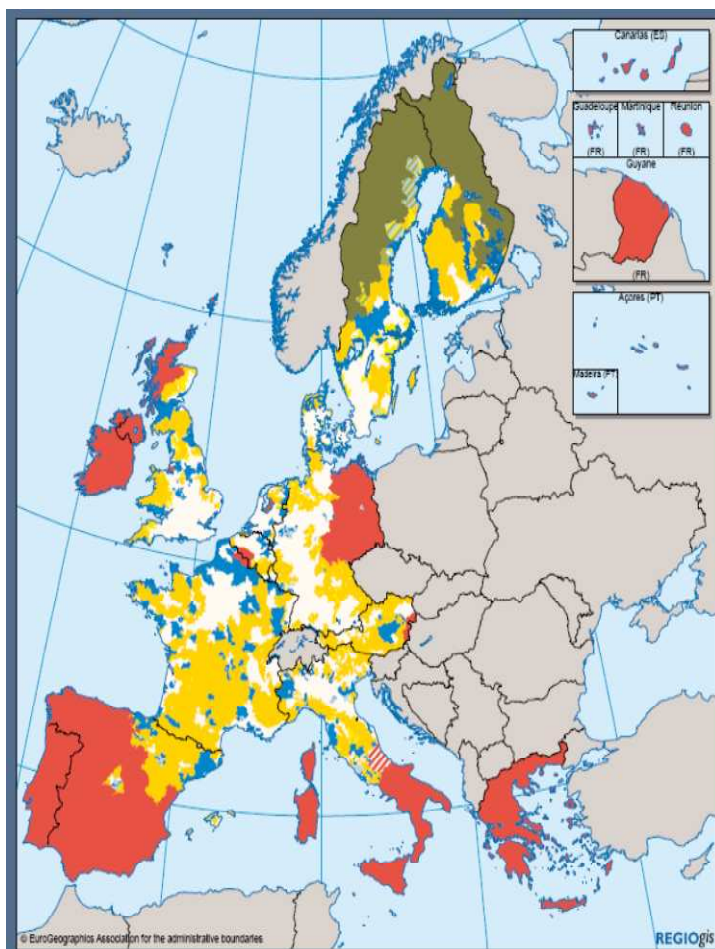 Canarias (ES)
Guadeloupe
Martinique
Réunion
(FR)
(FR)
(FR)
Guyane
(FR)
Açores (PT)
Madeira (PT
© EuroGeographics Association for the administrative boundaries
REGIOgis